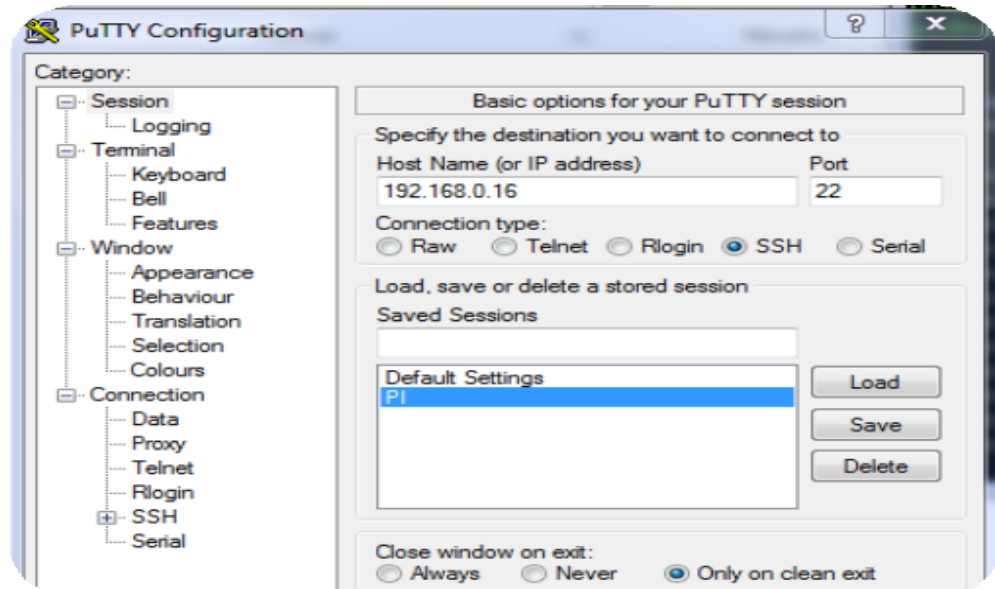 PuTTY Configuration
Category:
Session
Logging
Terminal
Keyboard
Bell
Features
Window
Appearance
Behaviour
Translation
Selection
Colours
Connection
Data
Proxy
Telnet
Rlogin
SSH
Serial
Basic options for your PuTTY session
Specify the destination you want to connect to
Host Name (or IP address) Port
192.168.0.16 22
Connection type:
Raw Telnet Rlogin SSH Serial
Load, save or delete a stored session
Saved Sessions
Default Settings
PI
Load
Save
Delete
Close window on exit:
Always Never Only on clean exit